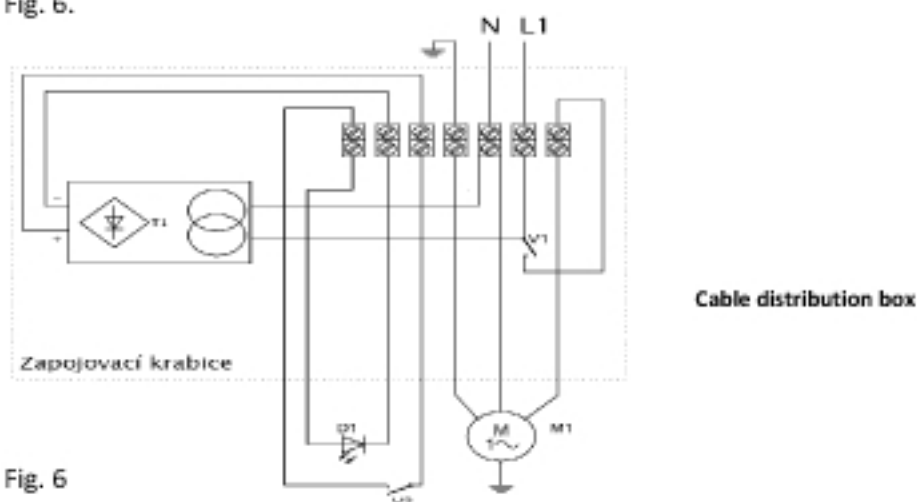 Fig. 6.
N L1
−
+
T1
V1
Cable distribution box
Zapojovací krabice
D1
M
1~
M1
Fig. 6